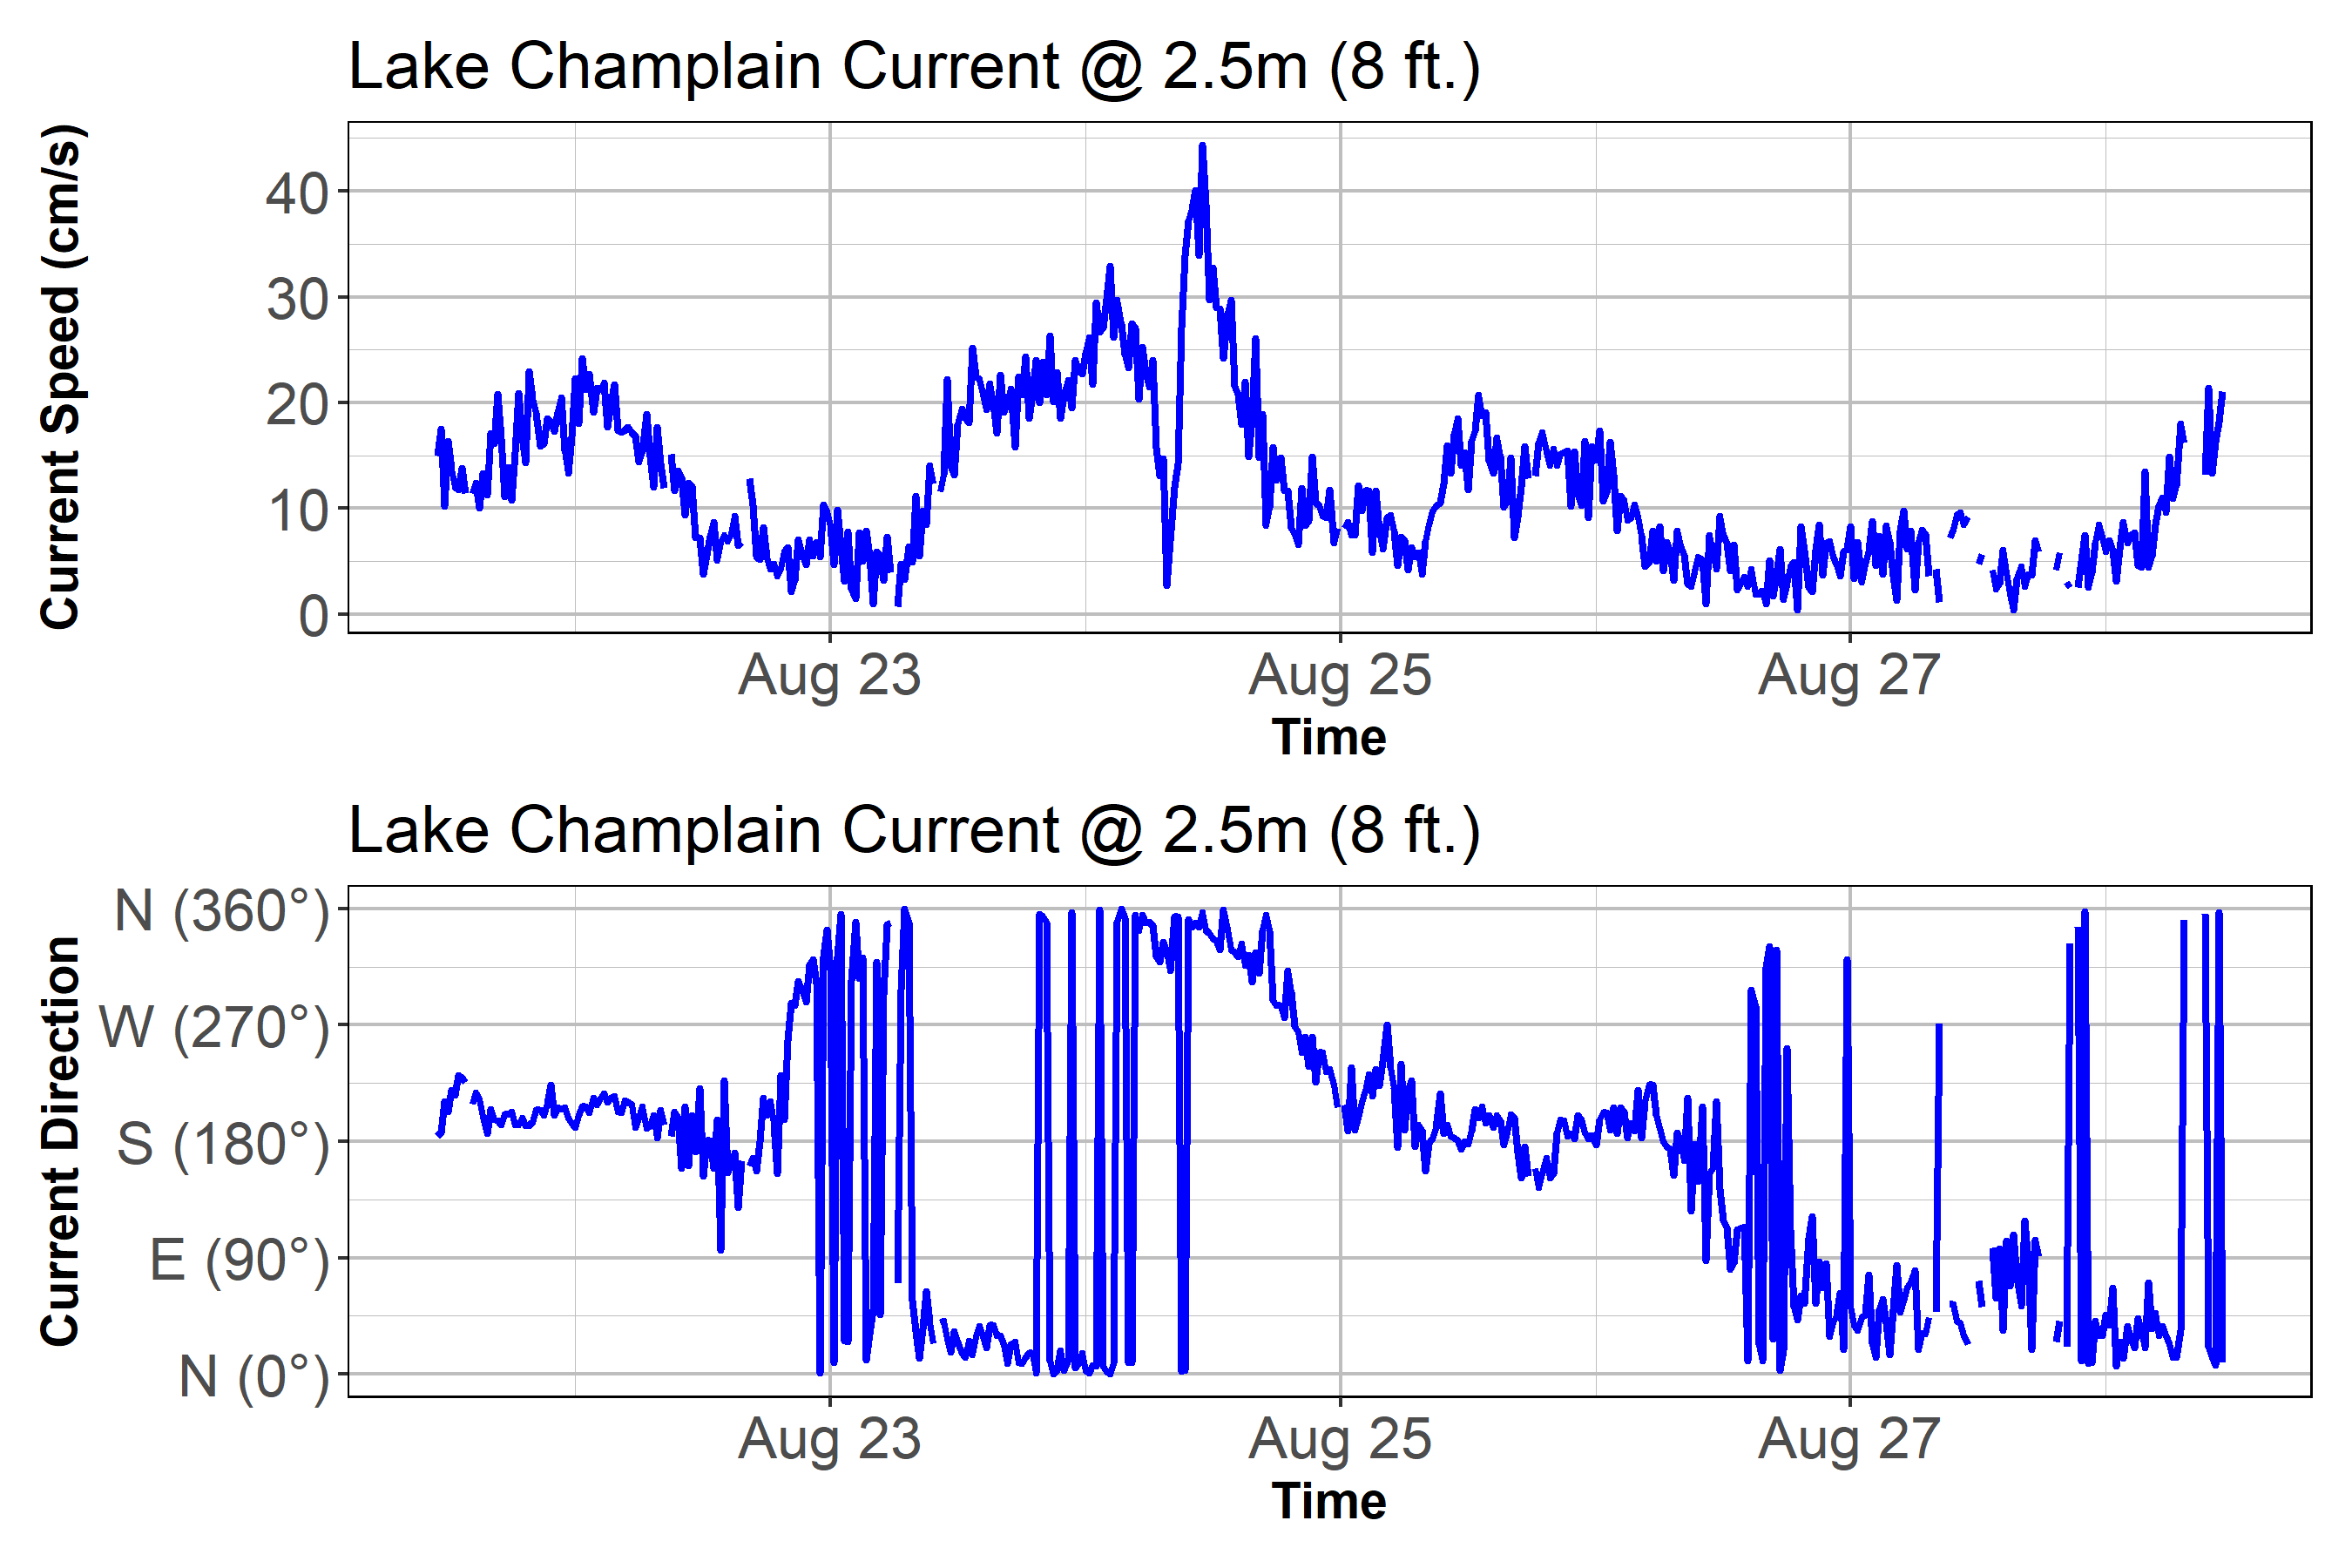 Lake Champlain Current @ 2.5m (8 ft.)
Current Speed (cm/s)
40
30
20
10
0
Aug 23 Aug 25 Aug 27
Time
Lake Champlain Current @ 2.5m (8 ft.)
Current Direction
N (360°)
W (270°)
S (180°)
E (90°)
N (0°)
Aug 23 Aug 25 Aug 27
Time